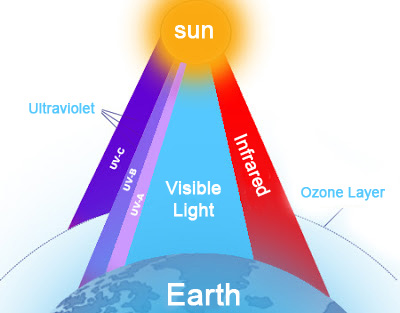 sun
Ultraviolet
UV-C
UV-B
UV-A
Visible
Light
Infrared
Ozone Layer
Earth